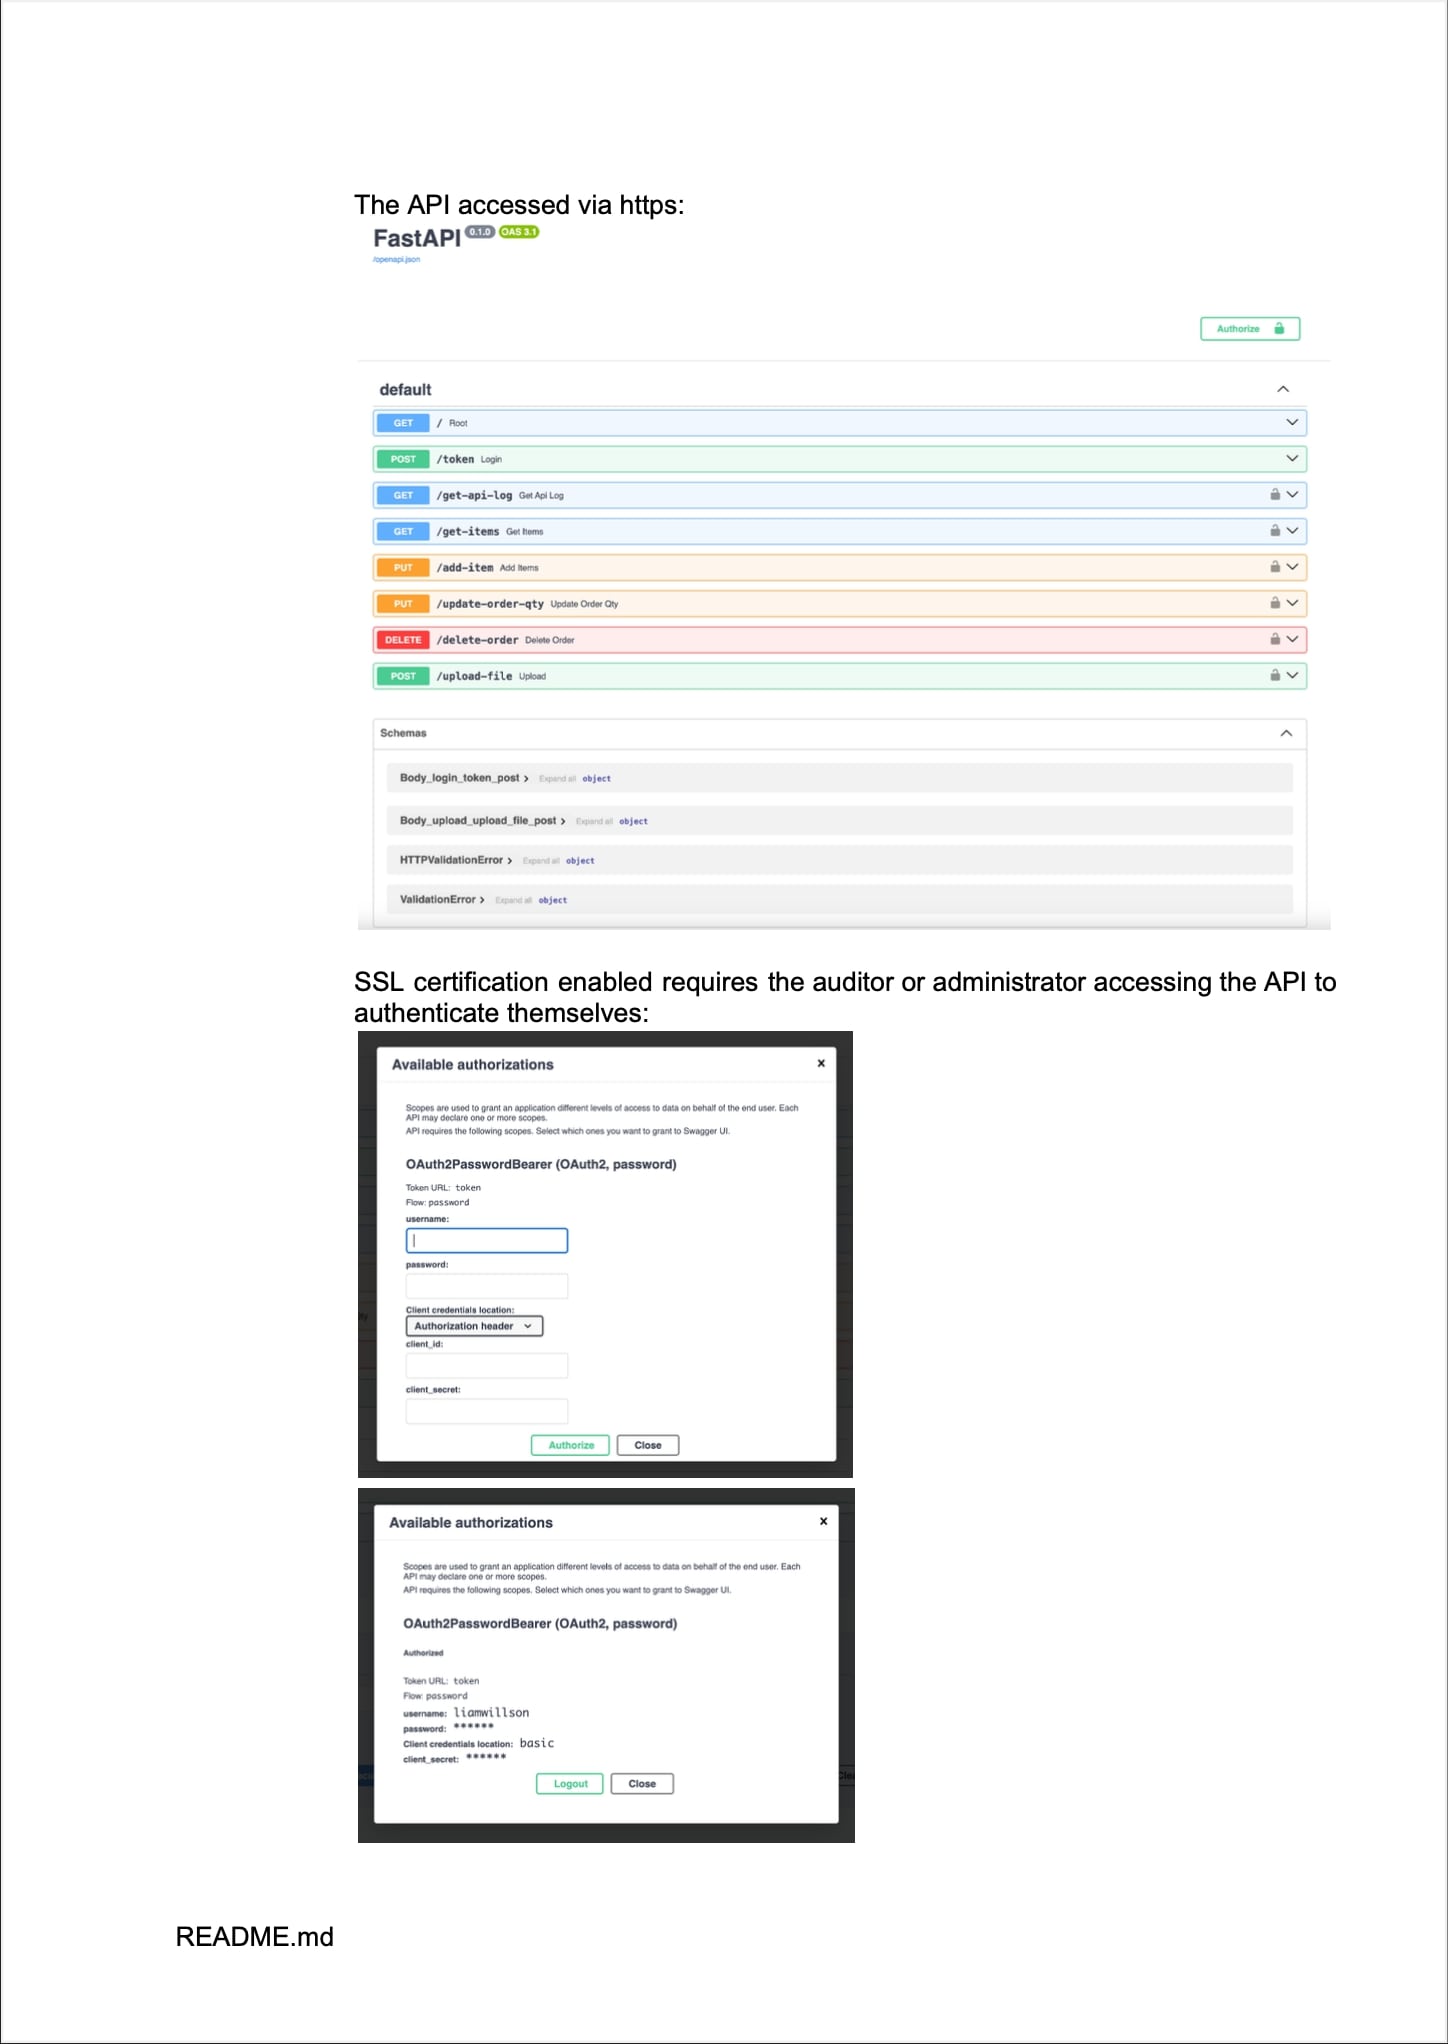 The API accessed via https:
FastAPI 0.1.0 OAS 3.1
/openapi.json
Authorize
default
GET / Root
POST /token Login
GET /get-api-log Get Api Log
GET /get-items Get Items
PUT /add-item Add Items
PUT /update-order-qty Update Order Qty
DELETE /delete-order Delete Order
POST /upload-file Upload
Schemas
Body_login_token_post > Expand all object
Body_upload_upload_file_post > Expand all object
HTTPValidationError > Expand all object
ValidationError > Expand all object
SSL certification enabled requires the auditor or administrator accessing the API to
authenticate themselves:
Available authorizations x
Scopes are used to grant an application different levels of access to data on behalf of the end user. Each
API may declare one or more scopes.
API requires the following scopes. Select which ones you want to grant to Swagger UI.
OAuth2PasswordBearer (OAuth2, password)
Token URL: token
Flow: password
username:
password:
Client credentials location:
Authorization header
client_id:
client_secret:
Authorize Close
Available authorizations x
Scopes are used to grant an application different levels of access to data on behalf of the end user. Each
API may declare one or more scopes.
API requires the following scopes. Select which ones you want to grant to Swagger UI.
OAuth2PasswordBearer (OAuth2, password)
Authorized
Token URL: token
Flow: password
username: liamwillson
password: ******
Client credentials location: basic
client_secret: ******
Logout Close
README.md